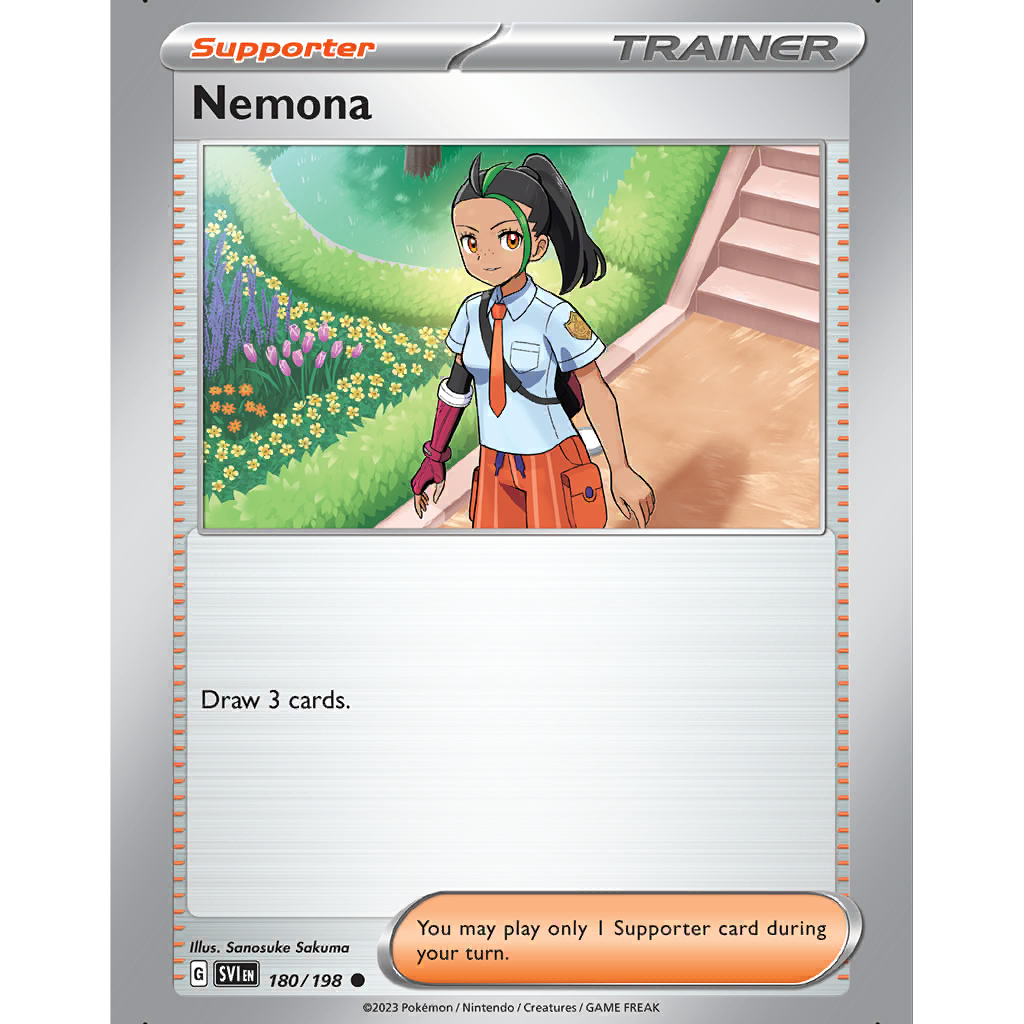 Supporter
TRAINER
Nemona
Draw 3 cards.
You may play only 1 Supporter card during
your turn.
Illus. Sanosuke Sakuma
G SVI EN 180/198
©2023 Pokémon / Nintendo / Creatures / GAME FREAK